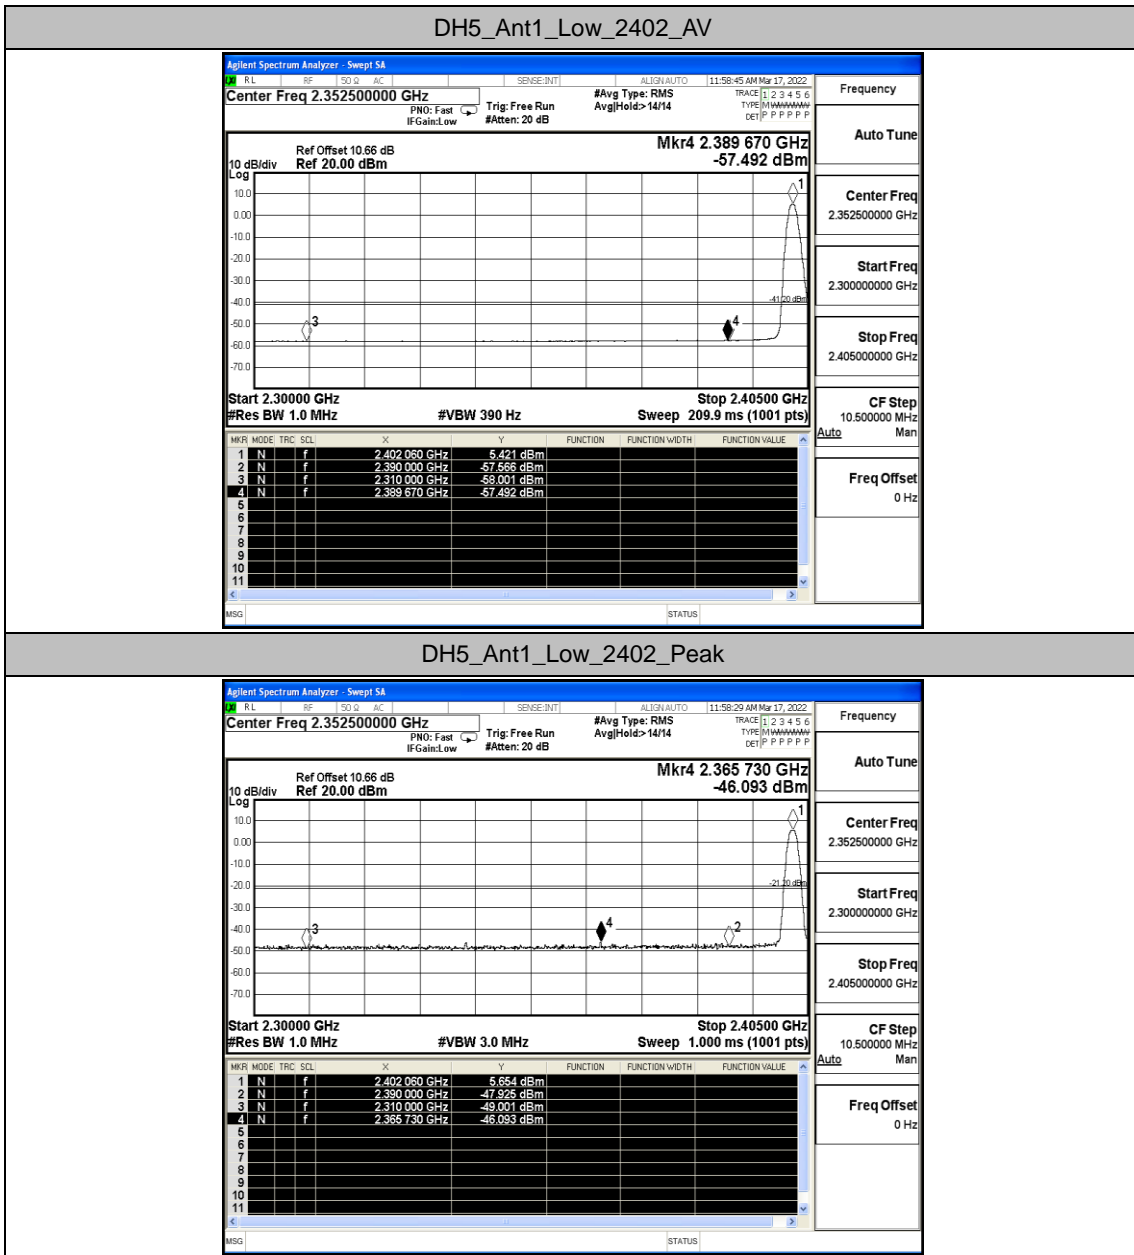 DH5_Ant1_Low_2402_AV
Agilent Spectrum Analyzer - Swept SA
RL RF 50 Ω AC SENSE:INT ALIGN AUTO 11:58:45 AM Mar 17, 2022
Center Freq 2.352500000 GHz
#Avg Type: RMS
TRACE 1 2 3 4 5 6
PNO: Fast
Trig: Free Run
Avg|Hold:>14/14
TYPE M
IFGain:Low
#Atten: 20 dB
DET P P P P P P
Frequency
Mkr4 2.389 670 GHz
-57.492 dBm
Ref Offset 10.66 dB
10 dB/div Ref 20.00 dBm
Log
10.0
0.00
-10.0
-20.0
-30.0
-40.0
-50.0
-60.0
-70.0
1
-41.20 dBm
3
4
Start 2.30000 GHz Stop 2.40500 GHz
#Res BW 1.0 MHz #VBW 390 Hz Sweep 209.9 ms (1001 pts)
MKR MODE TRC SCL X Y FUNCTION FUNCTION WIDTH FUNCTION VALUE
1 N f 2.402 060 GHz 5.421 dBm
2 N f 2.390 000 GHz -57.566 dBm
3 N f 2.310 000 GHz -58.001 dBm
4 N f 2.389 670 GHz -57.492 dBm
5
6
7
8
9
10
11
MSG STATUS
Auto Tune
Center Freq
2.352500000 GHz
Start Freq
2.300000000 GHz
Stop Freq
2.405000000 GHz
CF Step
10.500000 MHz
Auto Man
Freq Offset
0 Hz
DH5_Ant1_Low_2402_Peak
Agilent Spectrum Analyzer - Swept SA
RL RF 50 Ω AC SENSE:INT ALIGN AUTO 11:58:29 AM Mar 17, 2022
Center Freq 2.352500000 GHz
#Avg Type: RMS
TRACE 1 2 3 4 5 6
PNO: Fast
Trig: Free Run
Avg|Hold:>14/14
TYPE M
IFGain:Low
#Atten: 20 dB
DET P P P P P P
Frequency
Mkr4 2.365 730 GHz
-46.093 dBm
Ref Offset 10.66 dB
10 dB/div Ref 20.00 dBm
Log
10.0
0.00
-10.0
-20.0
-30.0
-40.0
-50.0
-60.0
-70.0
1
-21.20 dBm
3
4
2
Start 2.30000 GHz Stop 2.40500 GHz
#Res BW 1.0 MHz #VBW 3.0 MHz Sweep 1.000 ms (1001 pts)
MKR MODE TRC SCL X Y FUNCTION FUNCTION WIDTH FUNCTION VALUE
1 N f 2.402 060 GHz 5.654 dBm
2 N f 2.390 000 GHz -47.925 dBm
3 N f 2.310 000 GHz -49.001 dBm
4 N f 2.365 730 GHz -46.093 dBm
5
6
7
8
9
10
11
MSG STATUS
Auto Tune
Center Freq
2.352500000 GHz
Start Freq
2.300000000 GHz
Stop Freq
2.405000000 GHz
CF Step
10.500000 MHz
Auto Man
Freq Offset
0 Hz